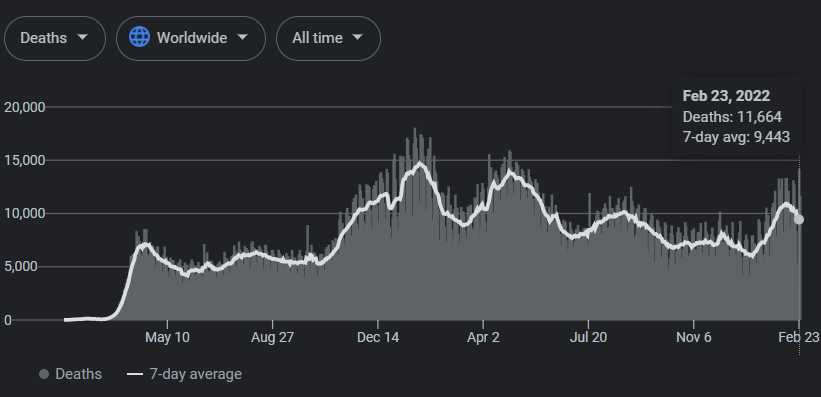 Deaths Worldwide All time
Feb 23, 2022
Deaths: 11,664
7-day avg: 9,443
20,000
15,000
10,000
5,000
0
May 10 Aug 27 Dec 14 Apr 2 Jul 20 Nov 6 Feb 23
Deaths 7-day average